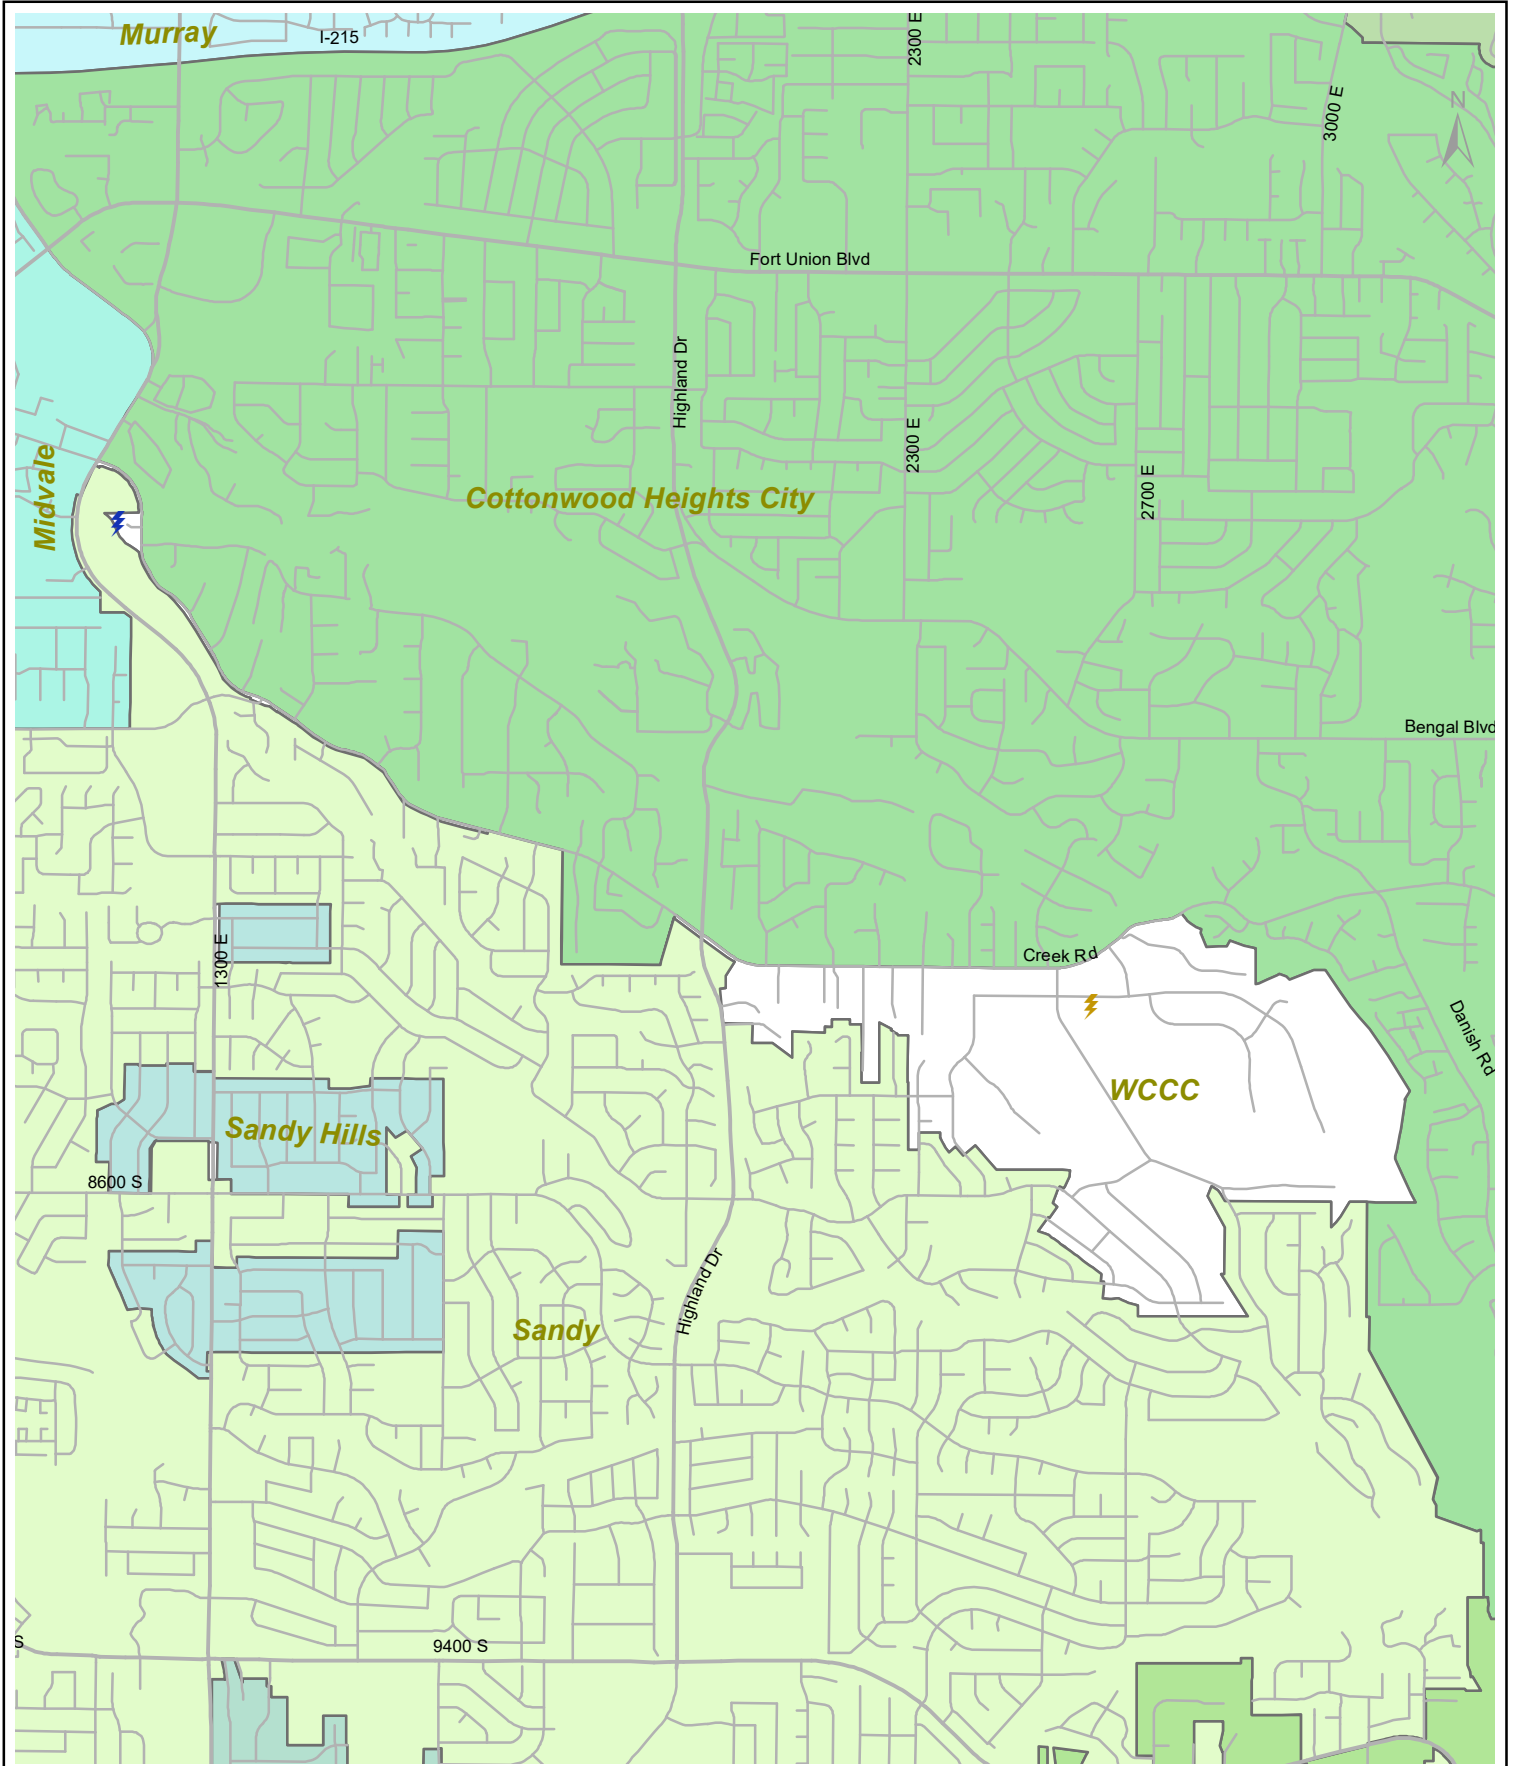 2300 E
Murray
I-215
3000 E
N
Fort Union Blvd
Highland Dr
2300 E
Midvale
2700 E
Cottonwood Heights City
Bengal Blvd
1300 E
Creek Rd
Danish Rd
WCCC
Sandy Hills
8600 S
Highland Dr
Sandy
S
9400 S